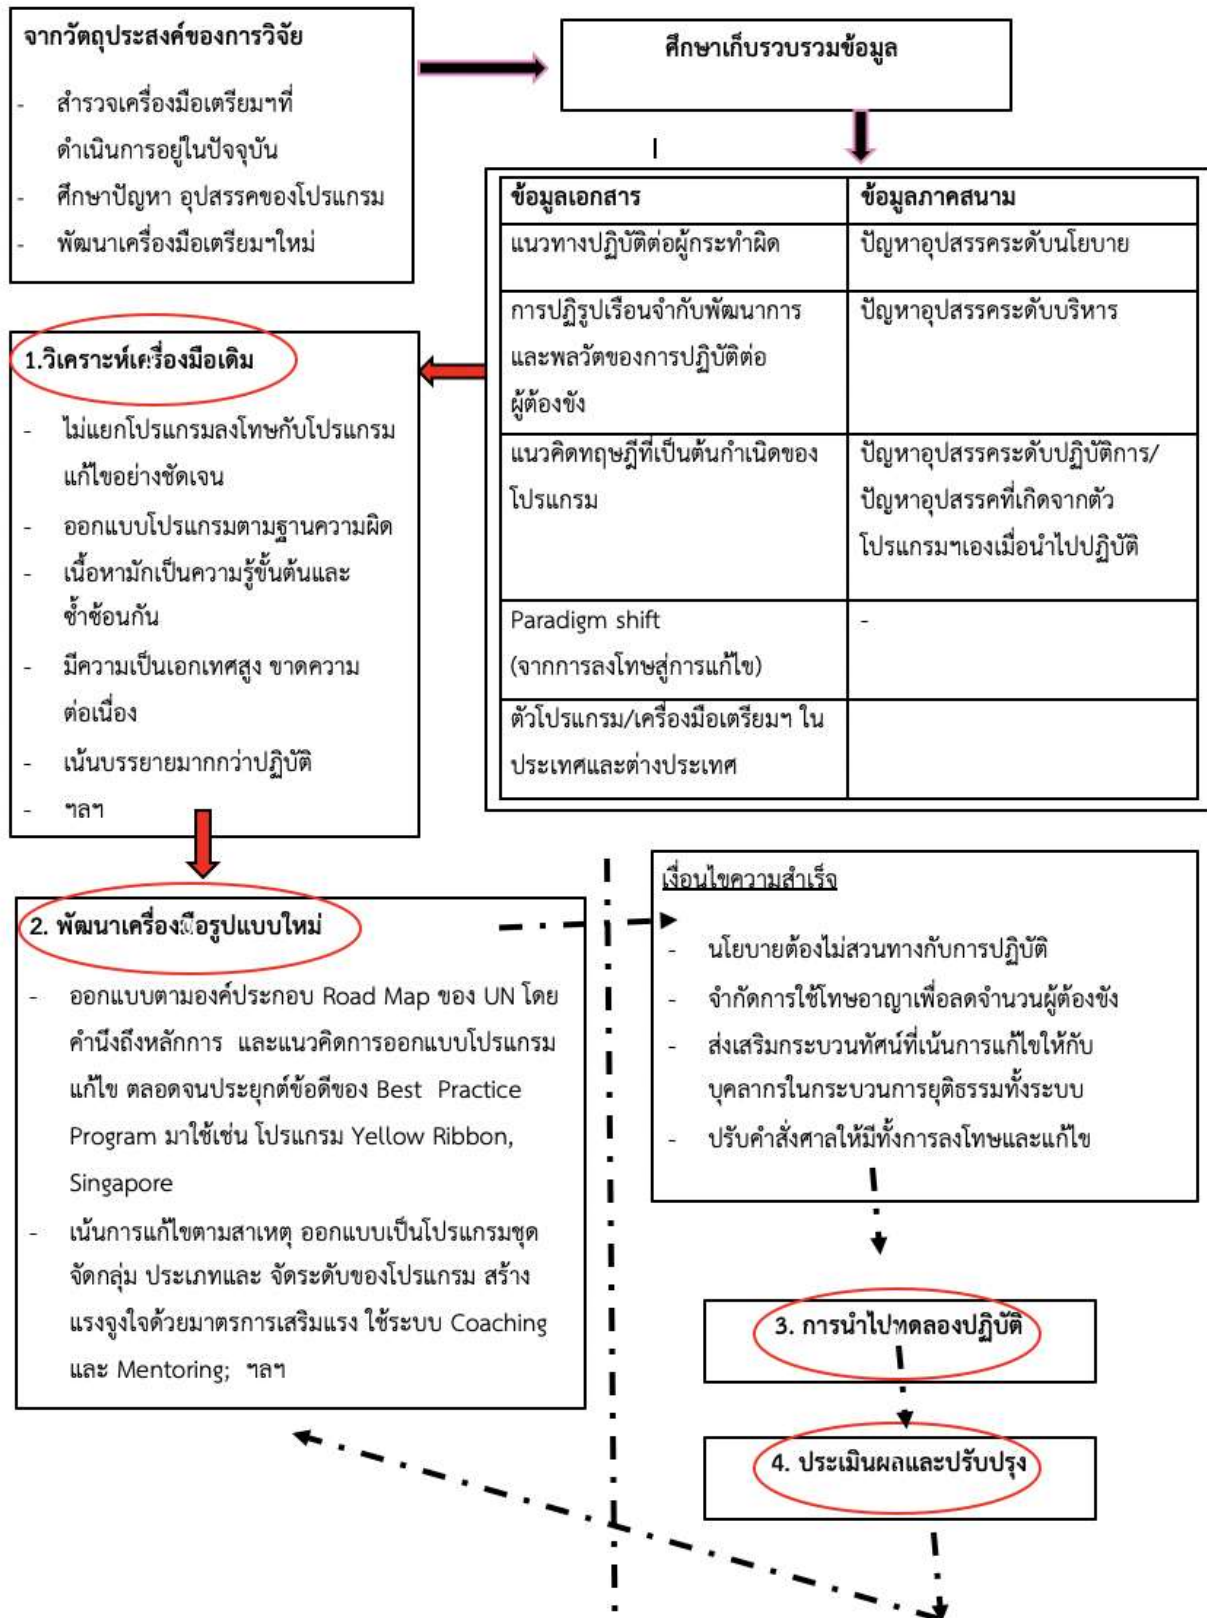 จากวัตถุประสงค์ของการวิจัย
- สำรวจเครื่องมือเตรียมฯที่
ดำเนินการอยู่ในปัจจุบัน
- ศึกษาปัญหา อุปสรรคของโปรแกรม
- พัฒนาเครื่องมือเตรียมฯใหม่
ศึกษาเก็บรวบรวมข้อมูล
ข้อมูลเอกสาร
ข้อมูลภาคสนาม
แนวทางปฏิบัติต่อผู้กระทำผิด
ปัญหาอุปสรรคระดับนโยบาย
การปฏิรูปเรือนจำกับพัฒนาการ
และพลวัตของการปฏิบัติต่อ
ผู้ต้องขัง
ปัญหาอุปสรรคระดับบริหาร
แนวคิดทฤษฎีที่เป็นต้นกำเนิดของ
โปรแกรม
ปัญหาอุปสรรคระดับปฏิบัติการ/
ปัญหาอุปสรรคที่เกิดจากตัว
โปรแกรมฯเองเมื่อนำไปปฏิบัติ
Paradigm shift
(จากการลงโทษสู่การแก้ไข)
-
ตัวโปรแกรม/เครื่องมือเตรียมฯ ใน
ประเทศและต่างประเทศ
1.วิเคราะห์เครื่องมือเดิม
- ไม่แยกโปรแกรมลงโทษกับโปรแกรม
แก้ไขอย่างชัดเจน
- ออกแบบโปรแกรมตามฐานความผิด
- เนื้อหามักเป็นความรู้ขั้นต้นและ
ซ้ำซ้อนกัน
- มีความเป็นเอกเทศสูง ขาดความ
ต่อเนื่อง
- เน้นบรรยายมากกว่าปฏิบัติ
- ฯลฯ
2. พัฒนาเครื่องมือรูปแบบใหม่
- ออกแบบตามองค์ประกอบ Road Map ของ UN โดย
คำนึงถึงหลักการ และแนวคิดการออกแบบโปรแกรม
แก้ไข ตลอดจนประยุกต์ข้อดีของ Best Practice
Program มาใช้เช่น โปรแกรม Yellow Ribbon,
Singapore
- เน้นการแก้ไขตามสาเหตุ ออกแบบเป็นโปรแกรมชุด
จัดกลุ่ม ประเภทและ จัดระดับของโปรแกรม สร้าง
แรงจูงใจด้วยมาตรการเสริมแรง ใช้ระบบ Coaching
และ Mentoring; ฯลฯ
เงื่อนไขความสำเร็จ
- นโยบายต้องไม่สวนทางกับการปฏิบัติ
- จำกัดการใช้โทษอาญาเพื่อลดจำนวนผู้ต้องขัง
- ส่งเสริมกระบวนทัศน์ที่เน้นการแก้ไขให้กับ
บุคลากรในกระบวนการยุติธรรมทั้งระบบ
- ปรับคำสั่งศาลให้มีทั้งการลงโทษและแก้ไข
3. การนำไปทดลองปฏิบัติ
4. ประเมินผลและปรับปรุง